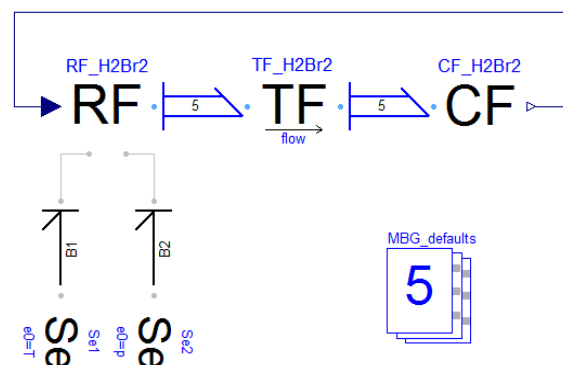 RF_H2Br2 TF_H2Br2 CF_H2Br2
RF 5 TF 5 CF
flow
B1 B2
MBG_defaults
5
Se e0=T Se1
Se e0=p Se2